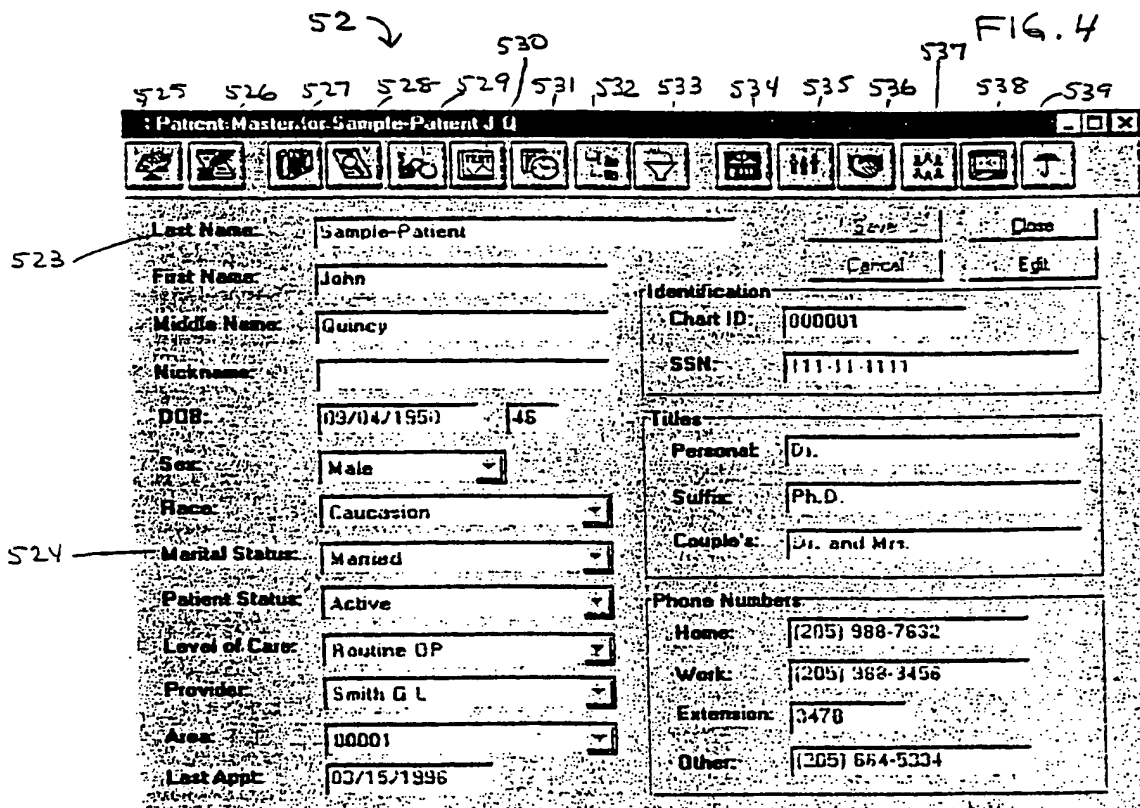 52
FIG. 4
525 526 527 528 529 530 531 532 533 534 535 536 537 538 539
: Patient Master for Sample-Patient J Q
TEXT
523
Last Name: Sample-Patient
Save Close
First Name: John
Cancel Edit
Middle Name: Quincy
Nickname:
DOB: 09/04/1950 46
Sex: Male
Race: Caucasion
524
Marital Status: Married
Patient Status: Active
Level of Care: Routine OP
Provider: Smith G L
Area: 00001
Last Appt: 03/15/1996
Identification
Chart ID: 000001
SSN: 111-11-1111
Titles
Personal: Dr.
Suffix: Ph.D.
Couple's: Dr. and Mrs.
Phone Numbers
Home: (205) 988-7632
Work: (205) 988-3456
Extension: 3478
Other: (205) 664-5334